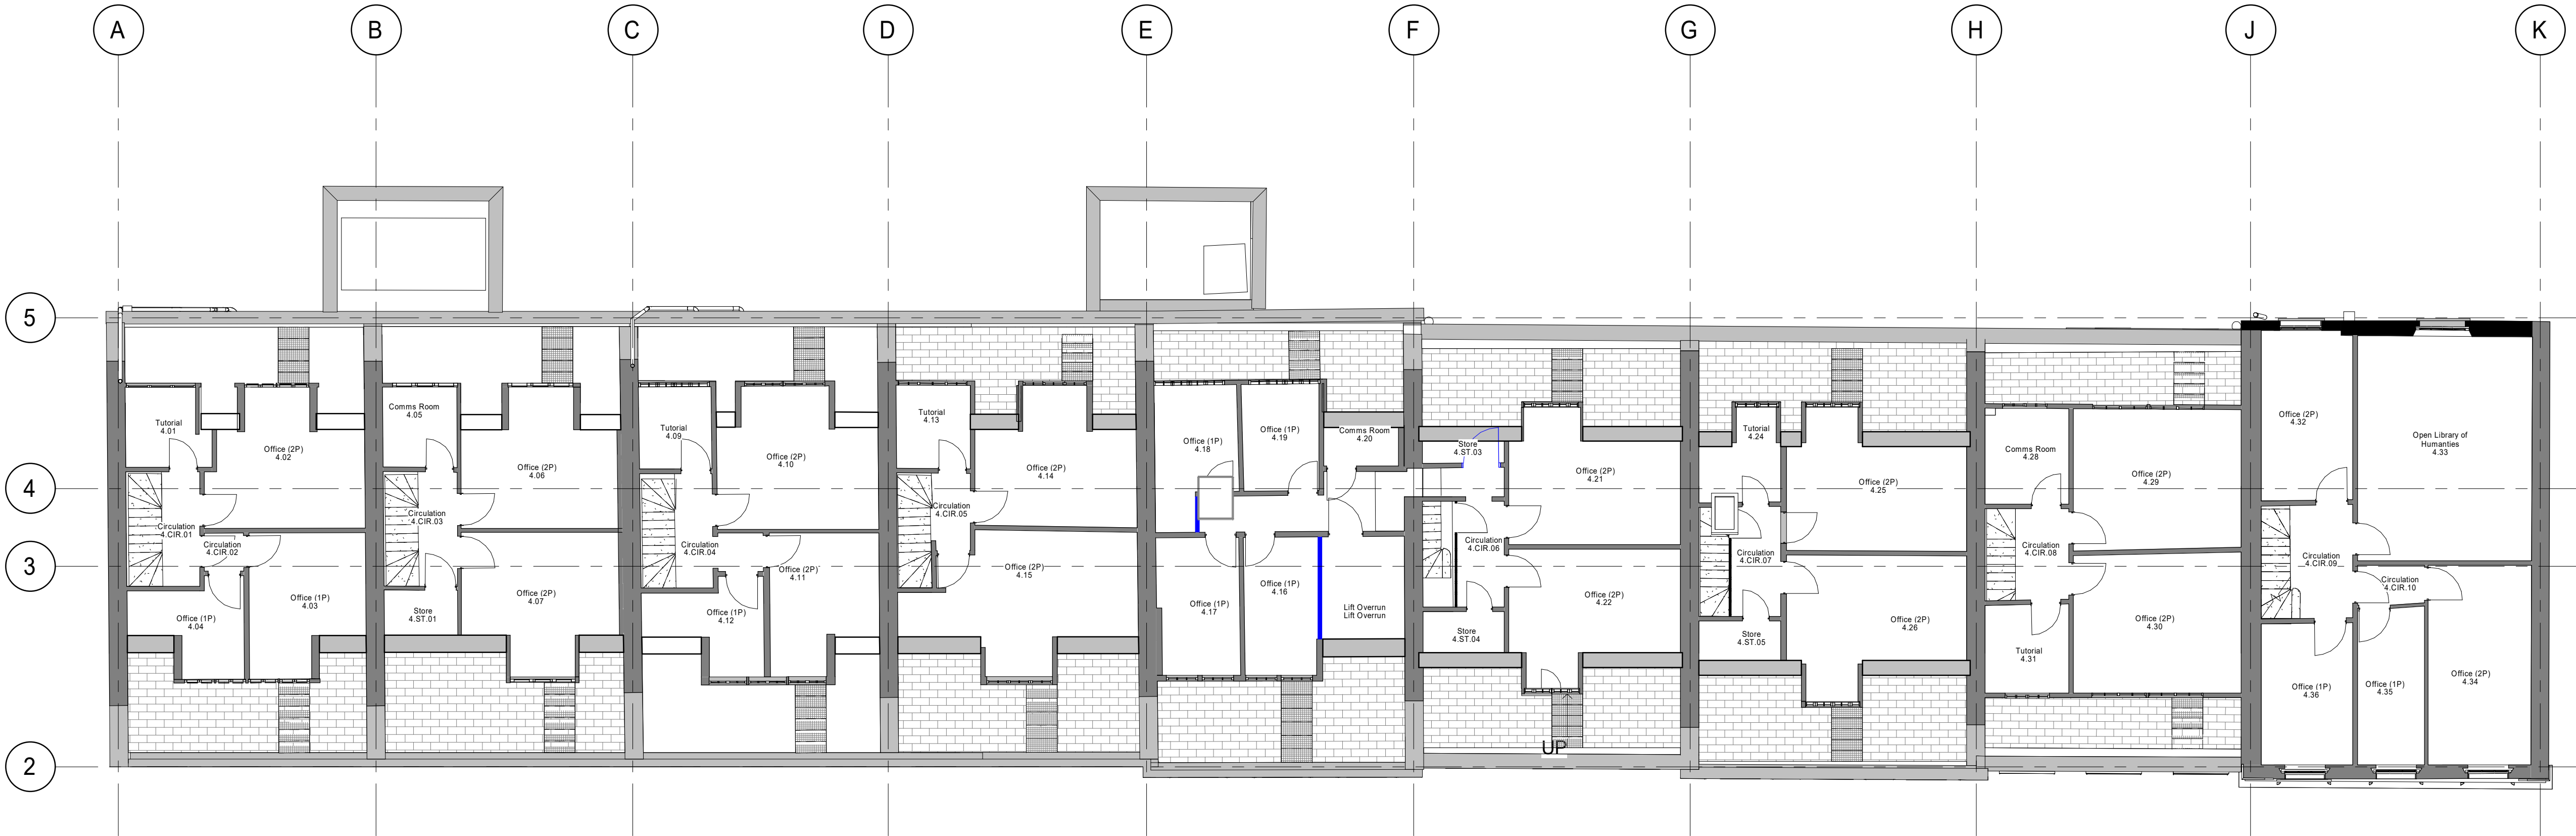 A
B
C
D
E
F
G
H
J
K
5
4
3
2
Tutorial
4.01
Office (2P)
4.02
Circulation
4.CIR.01
Circulation
4.CIR.02
Office (1P)
4.03
Office (1P)
4.04
Comms Room
4.05
Office (2P)
4.06
Circulation
4.CIR.03
Office (2P)
4.07
Store
4.ST.01
Tutorial
4.09
Office (2P)
4.10
Circulation
4.CIR.04
Office (2P)
4.11
Office (1P)
4.12
Tutorial
4.13
Office (2P)
4.14
Circulation
4.CIR.05
Office (2P)
4.15
Office (1P)
4.18
Office (1P)
4.19
Comms Room
4.20
Office (1P)
4.17
Office (1P)
4.16
Lift Overrun
Lift Overrun
Store
4.ST.03
Office (2P)
4.21
Circulation
4.CIR.06
Office (2P)
4.22
Store
4.ST.04
UP
Tutorial
4.24
Office (2P)
4.25
Circulation
4.CIR.07
Office (2P)
4.26
Store
4.ST.05
Comms Room
4.28
Office (2P)
4.29
Circulation
4.CIR.08
Office (2P)
4.30
Tutorial
4.31
Office (2P)
4.32
Open Library of
Humanties
4.33
Circulation
4.CIR.09
Circulation
4.CIR.10
Office (1P)
4.36
Office (1P)
4.35
Office (2P)
4.34